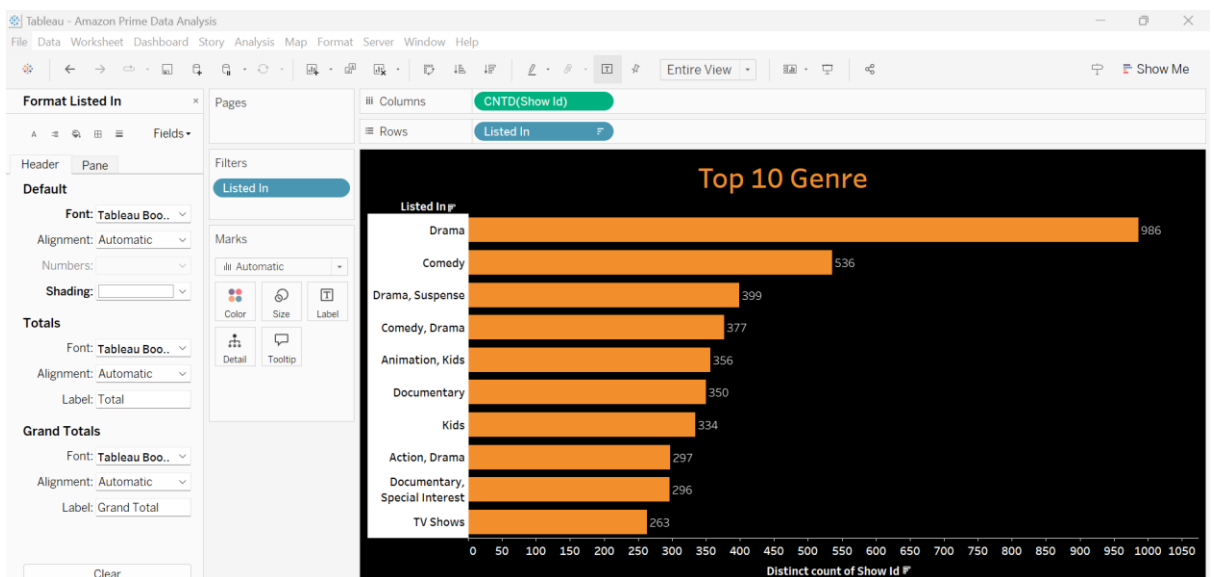 Tableau - Amazon Prime Data Analysis
File Data Worksheet Dashboard Story Analysis Map Format Server Window Help
Entire View
Show Me
Format Listed In
Fields
Header Pane
Default
Font: Tableau Boo..
Alignment: Automatic
Numbers:
Shading:
Totals
Font: Tableau Boo..
Alignment: Automatic
Label: Total
Grand Totals
Font: Tableau Boo..
Alignment: Automatic
Label: Grand Total
Clear
Pages
Filters
Listed In
Marks
Automatic
Color Size Label
Detail Tooltip
Columns CNTD(Show Id)
Rows Listed In
Top 10 Genre
Listed In
Drama 986
Comedy 536
Drama, Suspense 399
Comedy, Drama 377
Animation, Kids 356
Documentary 350
Kids 334
Action, Drama 297
Documentary,
Special Interest 296
TV Shows 263
0 50 100 150 200 250 300 350 400 450 500 550 600 650 700 750 800 850 900 950 1000 1050
Distinct count of Show Id